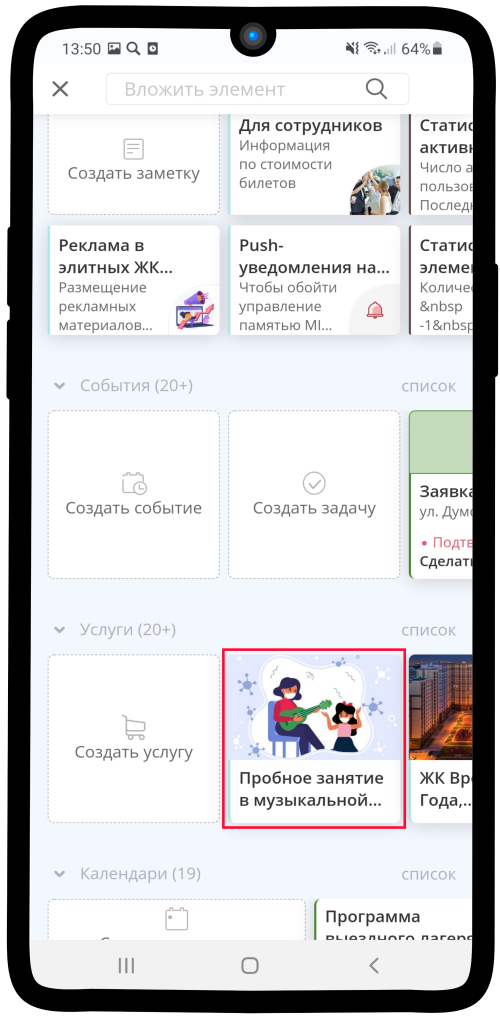 13:50
64%
Вложить элемент
Создать заметку
Для сотрудников
Информация
по стоимости
билетов
Статис
активн
Число а
пользов
Последн
Реклама в
элитных ЖК...
Размещение
рекламных
материалов...
Push-
уведомления на...
Чтобы обойти
управление
памятью MI...
Статис
элемен
Количес
&nbsp
-1&nbsp
События (20+)
список
Создать событие
Создать задачу
Заявка
ул. Думс
• Подтв
Сделать
Услуги (20+)
список
Создать услугу
Пробное занятие
в музыкальной...
ЖК Вре
Года,...
Календари (19)
список
Программа
выездного лагеря